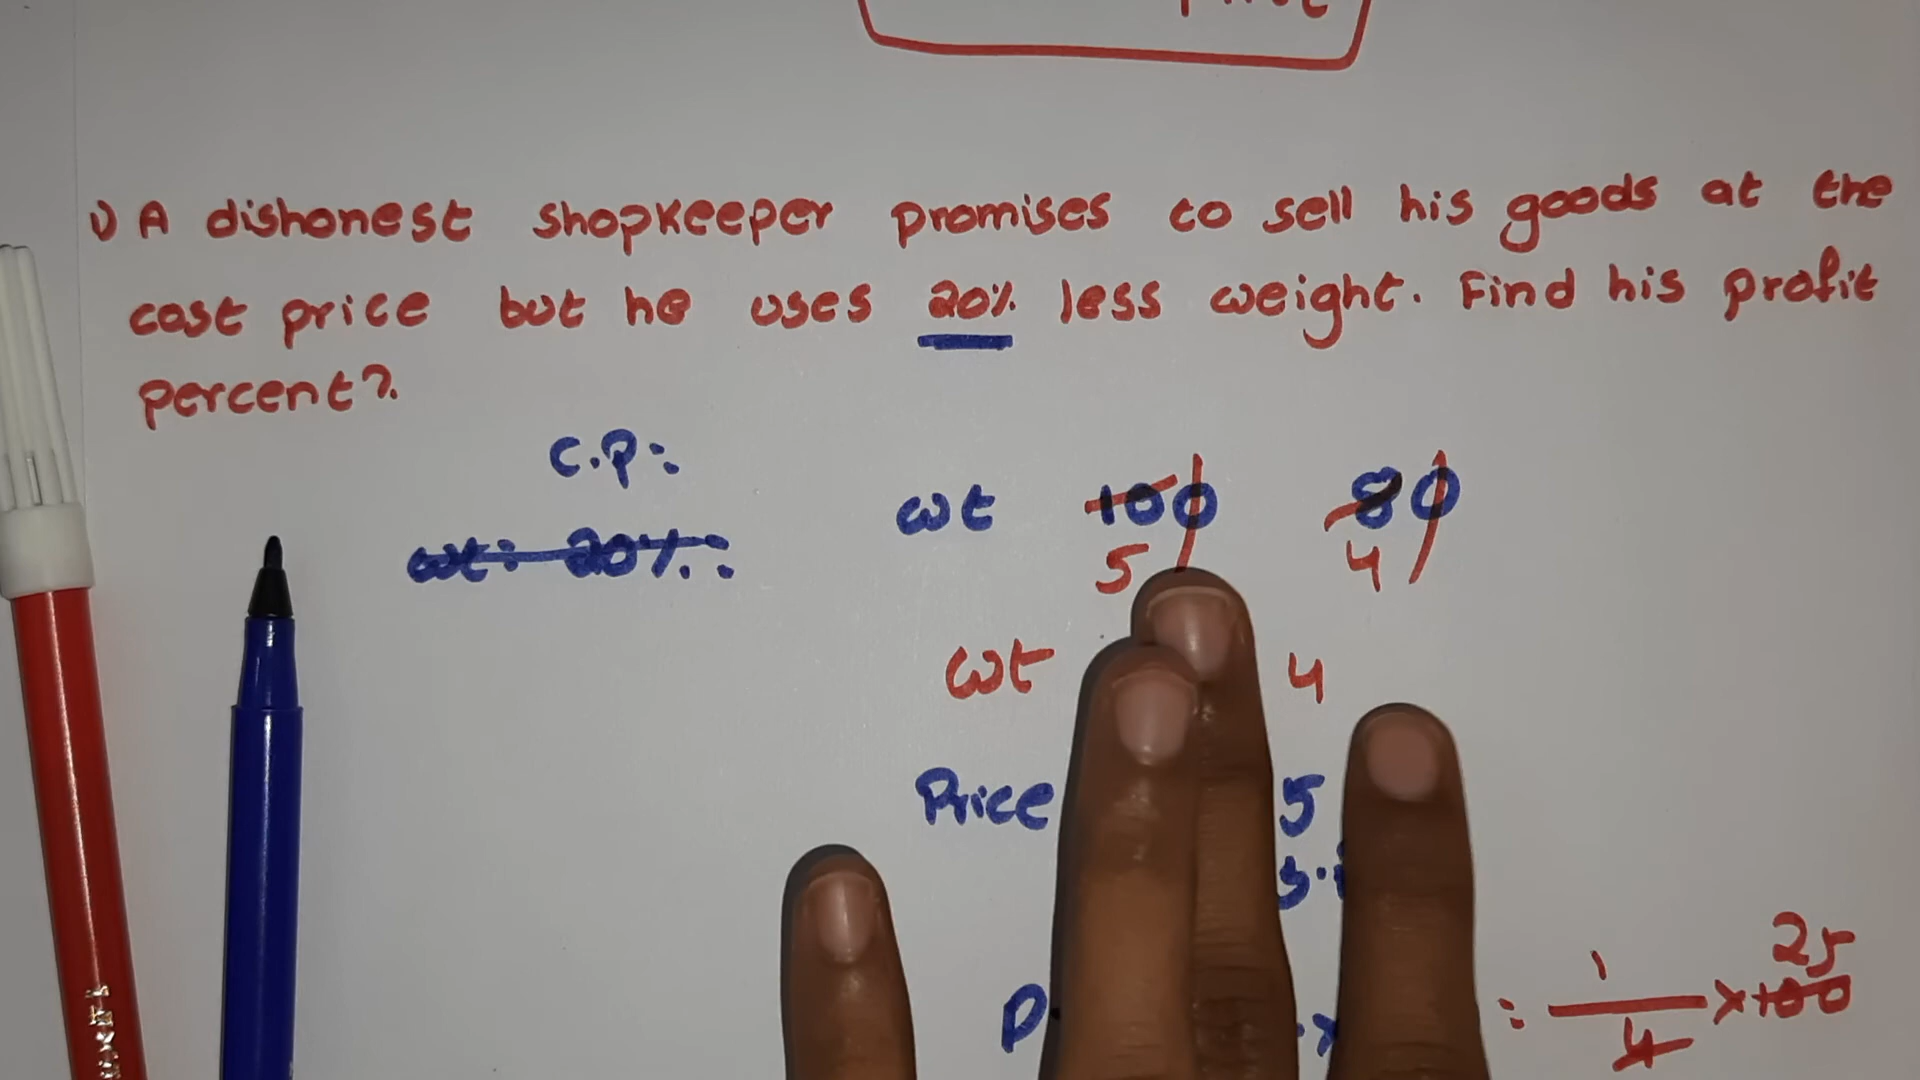 1) A dishonest shopkeeper promises to sell his goods at the
cost price but he uses 20% less weight. Find his profit
percent?.
C.P:
wt: 20%:
wt 100 80
5 4
wt 4
Price 5
P
= 1/4 x 100 25